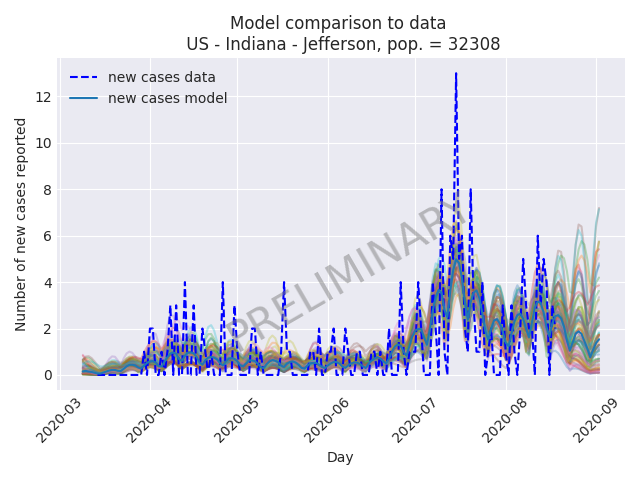 Model comparison to data
US - Indiana - Jefferson, pop. = 32308
new cases data
new cases model
Number of new cases reported
12
10
8
6
4
2
0
PRELIMINARY
2020-03
2020-04
2020-05
2020-06
2020-07
2020-08
2020-09
Day